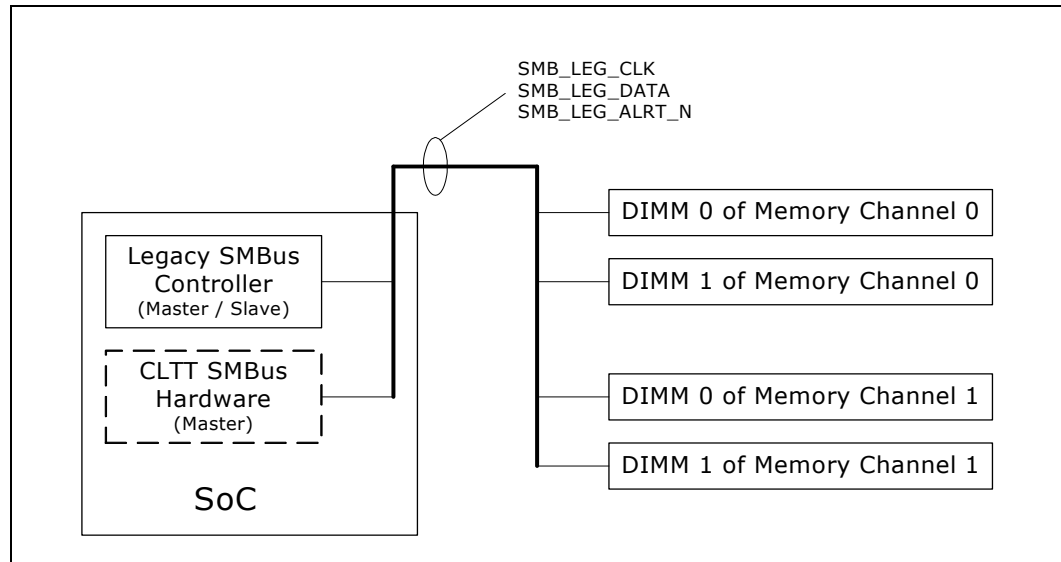 SMB_LEG_CLK
SMB_LEG_DATA
SMB_LEG_ALRT_N
DIMM 0 of Memory Channel 0
Legacy SMBus
Controller
(Master / Slave)
DIMM 1 of Memory Channel 0
CLTT SMBus
Hardware
(Master)
DIMM 0 of Memory Channel 1
DIMM 1 of Memory Channel 1
SoC